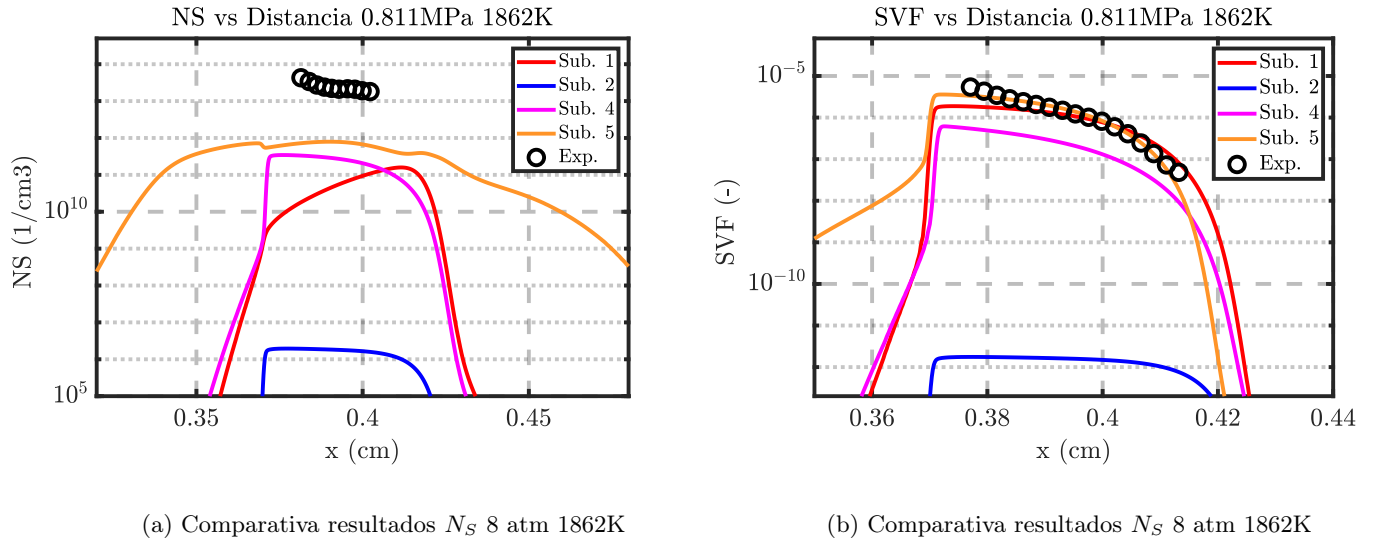 NS vs Distancia 0.811MPa 1862K
NS (1/cm3)
10^10
10^5
0.35
0.4
0.45
x (cm)
Sub. 1
Sub. 2
Sub. 4
Sub. 5
Exp.
(a) Comparativa resultados N_S 8 atm 1862K
SVF vs Distancia 0.811MPa 1862K
SVF (-)
10^-5
10^-10
0.36
0.38
0.4
0.42
0.44
x (cm)
Sub. 1
Sub. 2
Sub. 4
Sub. 5
Exp.
(b) Comparativa resultados N_S 8 atm 1862K